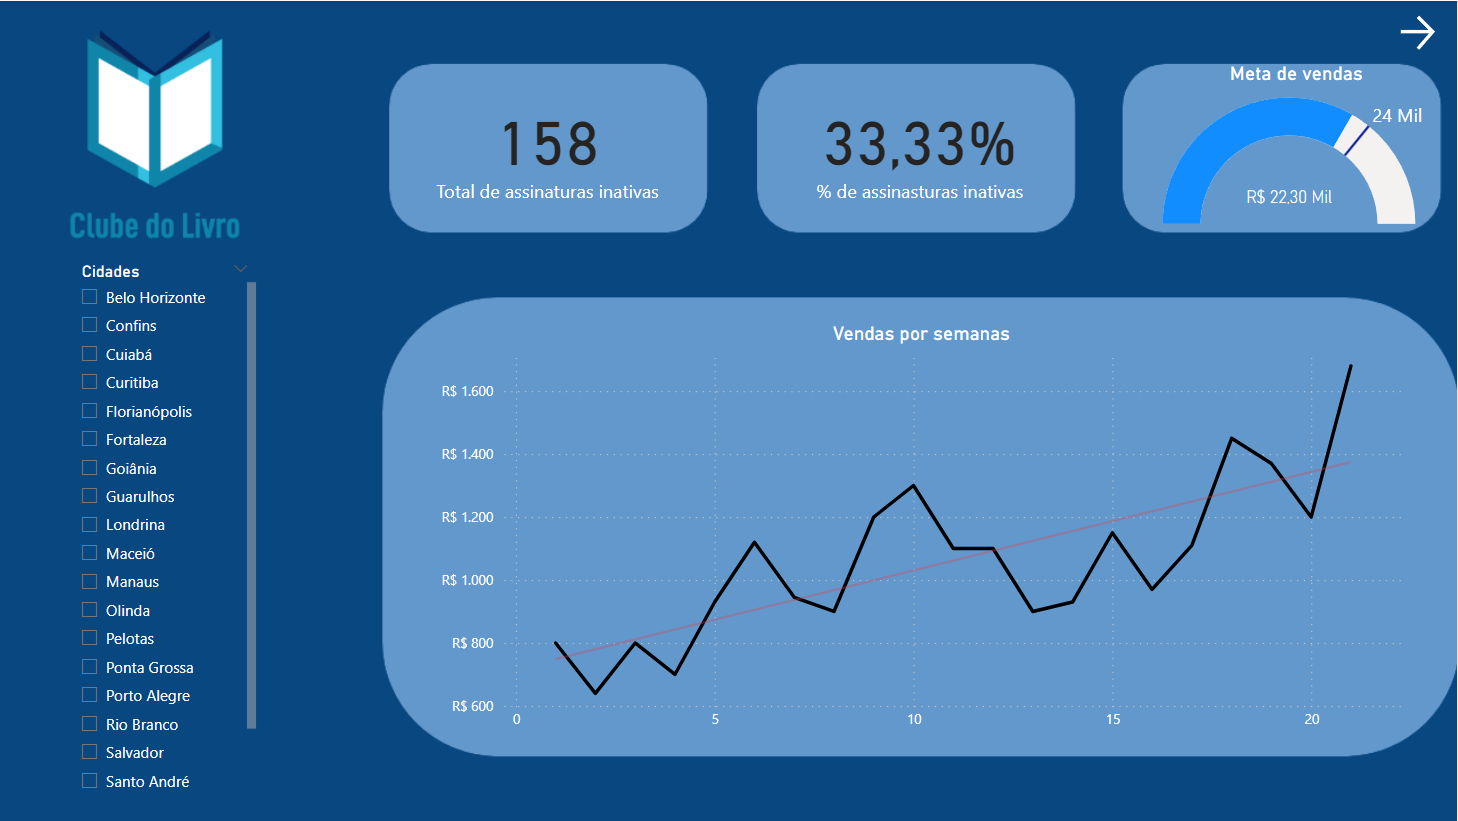 Clube do Livro
Cidades
Belo Horizonte
Confins
Cuiabá
Curitiba
Florianópolis
Fortaleza
Goiânia
Guarulhos
Londrina
Maceió
Manaus
Olinda
Pelotas
Ponta Grossa
Porto Alegre
Rio Branco
Salvador
Santo André
158
Total de assinaturas inativas
33,33%
% de assinasturas inativas
Meta de vendas
24 Mil
R$ 22,30 Mil
Vendas por semanas
R$ 1.600
R$ 1.400
R$ 1.200
R$ 1.000
R$ 800
R$ 600
0 5 10 15 20